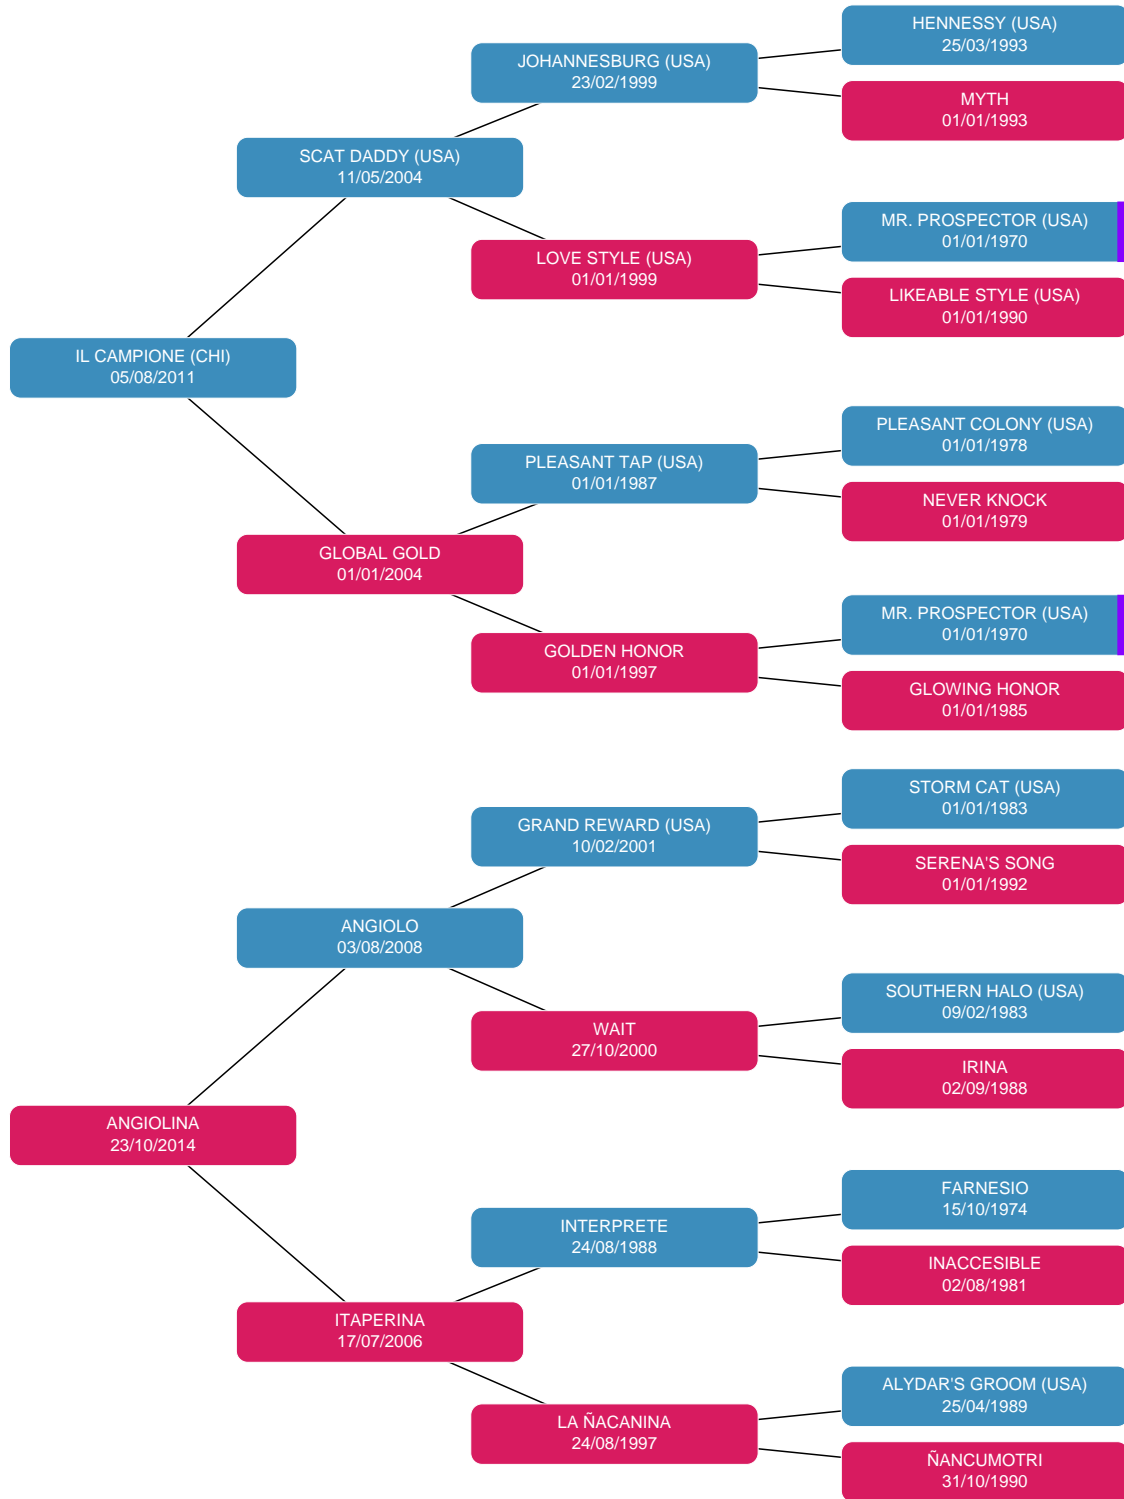 HENNESSY (USA)
25/03/1993
JOHANNESBURG (USA)
23/02/1999
MYTH
01/01/1993
SCAT DADDY (USA)
11/05/2004
MR. PROSPECTOR (USA)
01/01/1970
LOVE STYLE (USA)
01/01/1999
LIKEABLE STYLE (USA)
01/01/1990
IL CAMPIONE (CHI)
05/08/2011
PLEASANT COLONY (USA)
01/01/1978
PLEASANT TAP (USA)
01/01/1987
NEVER KNOCK
01/01/1979
GLOBAL GOLD
01/01/2004
MR. PROSPECTOR (USA)
01/01/1970
GOLDEN HONOR
01/01/1997
GLOWING HONOR
01/01/1985
STORM CAT (USA)
01/01/1983
GRAND REWARD (USA)
10/02/2001
SERENA'S SONG
01/01/1992
ANGIOLO
03/08/2008
SOUTHERN HALO (USA)
09/02/1983
WAIT
27/10/2000
IRINA
02/09/1988
ANGIOLINA
23/10/2014
FARNESIO
15/10/1974
INTERPRETE
24/08/1988
INACCESIBLE
02/08/1981
ITAPERINA
17/07/2006
ALYDAR'S GROOM (USA)
25/04/1989
LA ÑACANINA
24/08/1997
ÑANCUMOTRI
31/10/1990